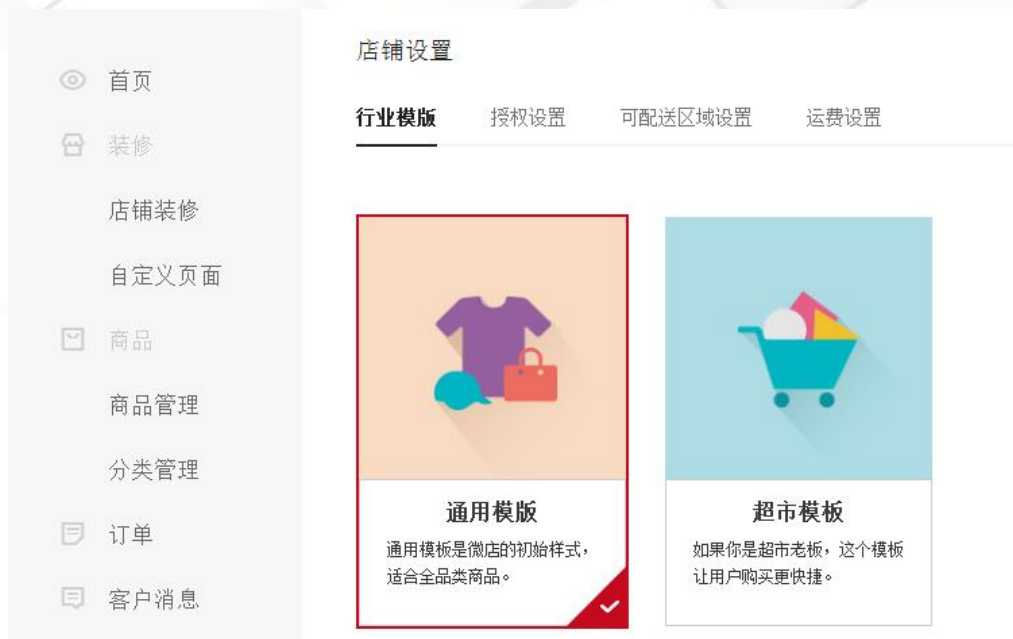 首页
装修
店铺装修
自定义页面
商品
商品管理
分类管理
订单
客户消息
店铺设置
行业模版 授权设置 可配送区域设置 运费设置
通用模版
通用模板是微店的初始样式，
适合全品类商品。
超市模板
如果你是超市老板，这个模板
让用户购买更快捷。